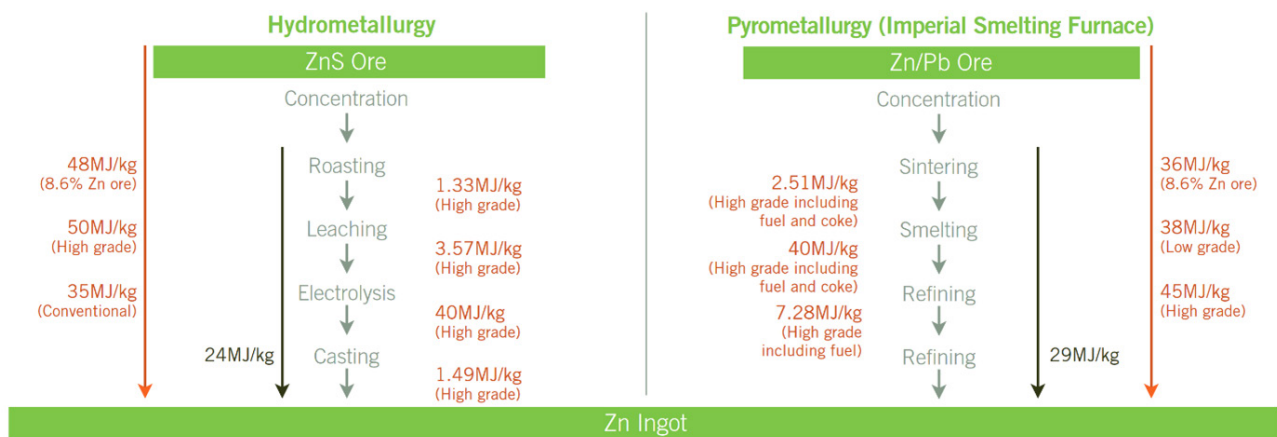 Hydrometallurgy
ZnS Ore
Concentration
Roasting
Leaching
Electrolysis
Casting
48MJ/kg
(8.6% Zn ore)
50MJ/kg
(High grade)
35MJ/kg
(Conventional)
24MJ/kg
1.33MJ/kg
(High grade)
3.57MJ/kg
(High grade)
40MJ/kg
(High grade)
1.49MJ/kg
(High grade)
Pyrometallurgy (Imperial Smelting Furnace)
Zn/Pb Ore
Concentration
Sintering
Smelting
Refining
Refining
2.51MJ/kg
(High grade including
fuel and coke)
40MJ/kg
(High grade including
fuel and coke)
7.28MJ/kg
(High grade
including fuel)
29MJ/kg
36MJ/kg
(8.6% Zn ore)
38MJ/kg
(Low grade)
45MJ/kg
(High grade)
Zn Ingot